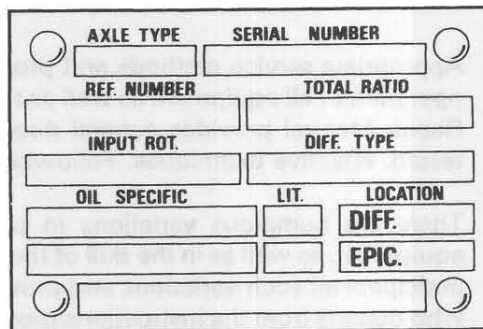 AXLE TYPE SERIAL NUMBER
REF. NUMBER TOTAL RATIO
INPUT ROT. DIFF. TYPE
OIL SPECIFIC LIT. LOCATION
DIFF.
EPIC.